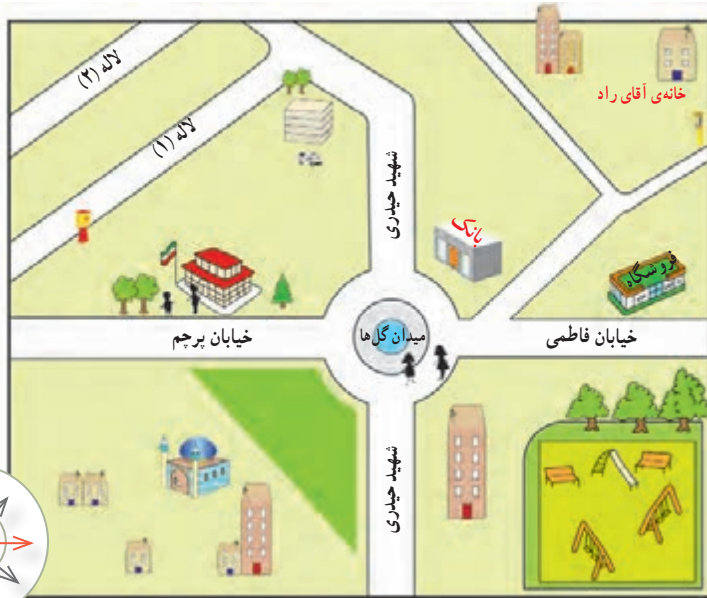 لاله (۲)
لاله (۱)
شهید حیدری
خانه‌ی آقای راد
بانک
فروشگاه
خیابان پرچم
میدان گل‌ها
خیابان فاطمی
شهید حیدری